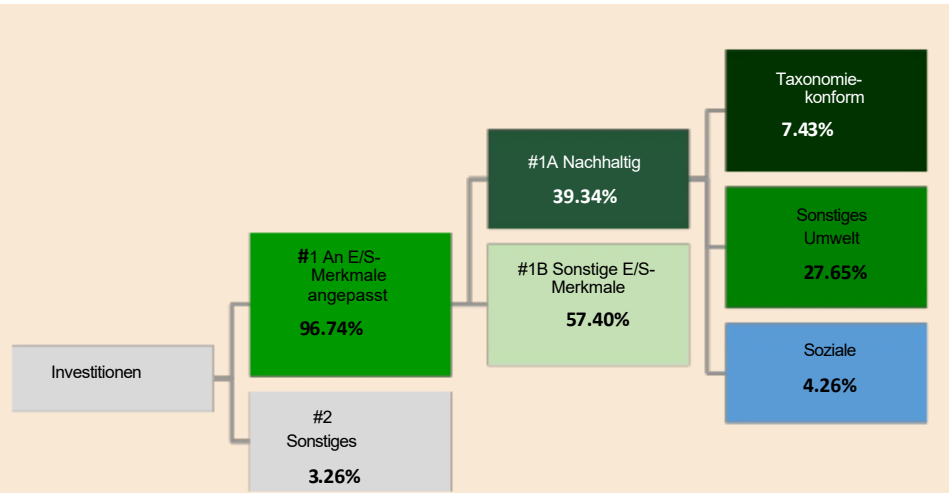 Investitionen
#1 An E/S-
Merkmale
angepasst
96.74%
#2
Sonstiges
3.26%
#1A Nachhaltig
39.34%
#1B Sonstige E/S-
Merkmale
57.40%
Taxonomie-
konform
7.43%
Sonstiges
Umwelt
27.65%
Soziale
4.26%